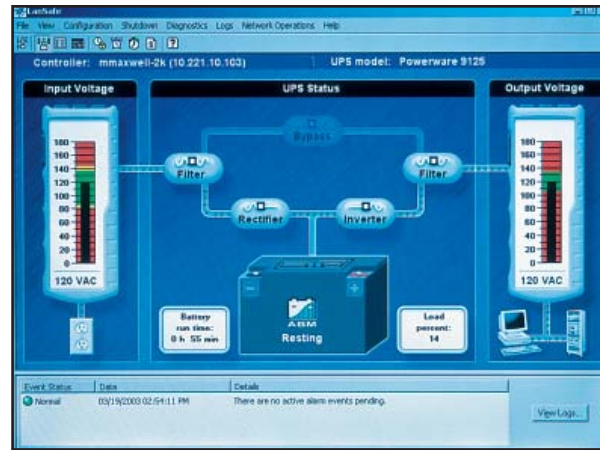 LanSafe
File View Configuration Shutdown Diagnostics Logs Network Operations Help
Controller: mmaxwell-2k (10.221.10.103) UPS model: Powerware 9125
Input Voltage
UPS Status
Output Voltage
Bypass
Filter
Filter
Rectifier
Inverter
180
160
140
120
100
80
60
40
20
0
120 VAC
180
160
140
120
100
80
60
40
20
0
120 VAC
Battery
run time:
0 h 55 min
ABM
Resting
Load
percent:
14
Event Status Date Details
Normal 03/19/2003 02:54:11 PM There are no active alarm events pending.
View Logs...